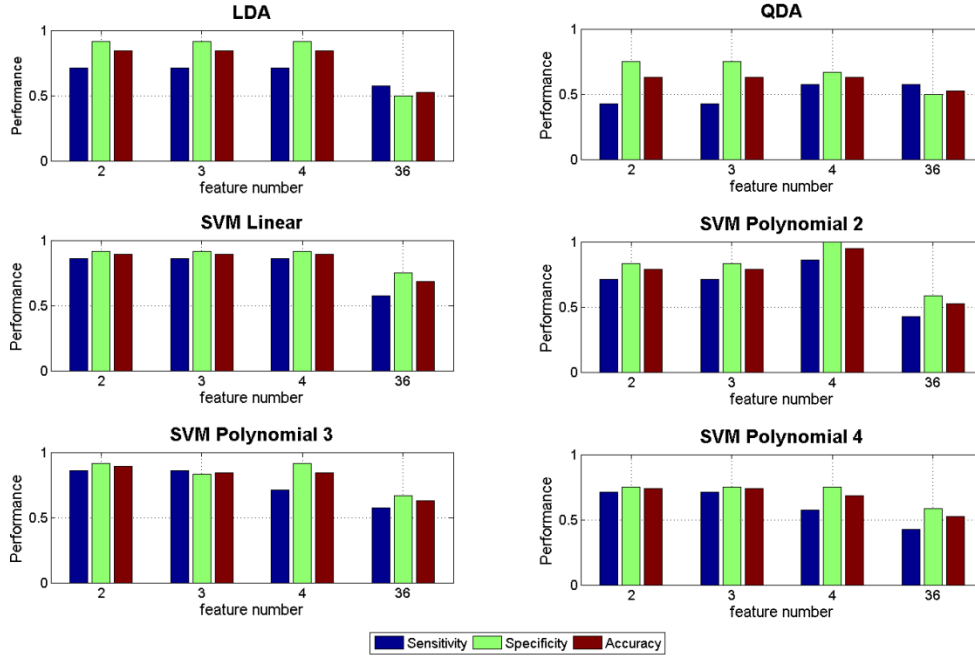 LDA
Performance
1
0.5
0
2 3 4 36
feature number
QDA
Performance
1
0.5
0
2 3 4 36
feature number
SVM Linear
Performance
1
0.5
0
2 3 4 36
feature number
SVM Polynomial 2
Performance
1
0.5
0
2 3 4 36
feature number
SVM Polynomial 3
Performance
1
0.5
0
2 3 4 36
feature number
SVM Polynomial 4
Performance
1
0.5
0
2 3 4 36
feature number
Sensitivity Specificity Accuracy